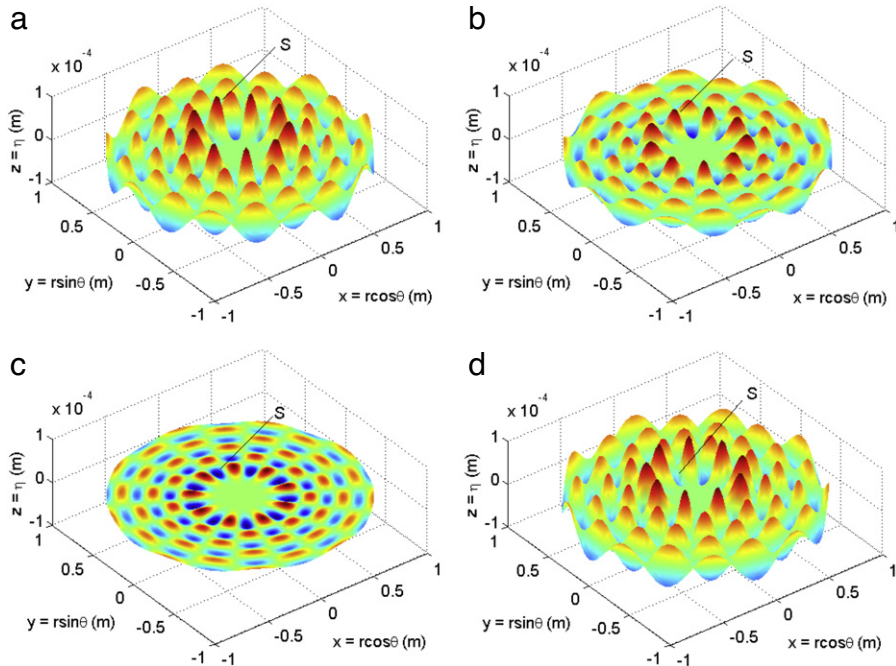 a
S
x 10⁻⁴
z = η (m)
1
0
-1
1
0.5
0
-0.5
-1
y = rsinθ (m)
-1
-0.5
0
0.5
1
x = rcosθ (m)
b
S
x 10⁻⁴
z = η (m)
1
0
-1
1
0.5
0
-0.5
-1
y = rsinθ (m)
-1
-0.5
0
0.5
1
x = rcosθ (m)
c
S
x 10⁻⁴
z = η (m)
1
0
-1
1
0.5
0
-0.5
-1
y = rsinθ (m)
-1
-0.5
0
0.5
1
x = rcosθ (m)
d
S
x 10⁻⁴
z = η (m)
1
0
-1
1
0.5
0
-0.5
-1
y = rsinθ (m)
-1
-0.5
0
0.5
1
x = rcosθ (m)